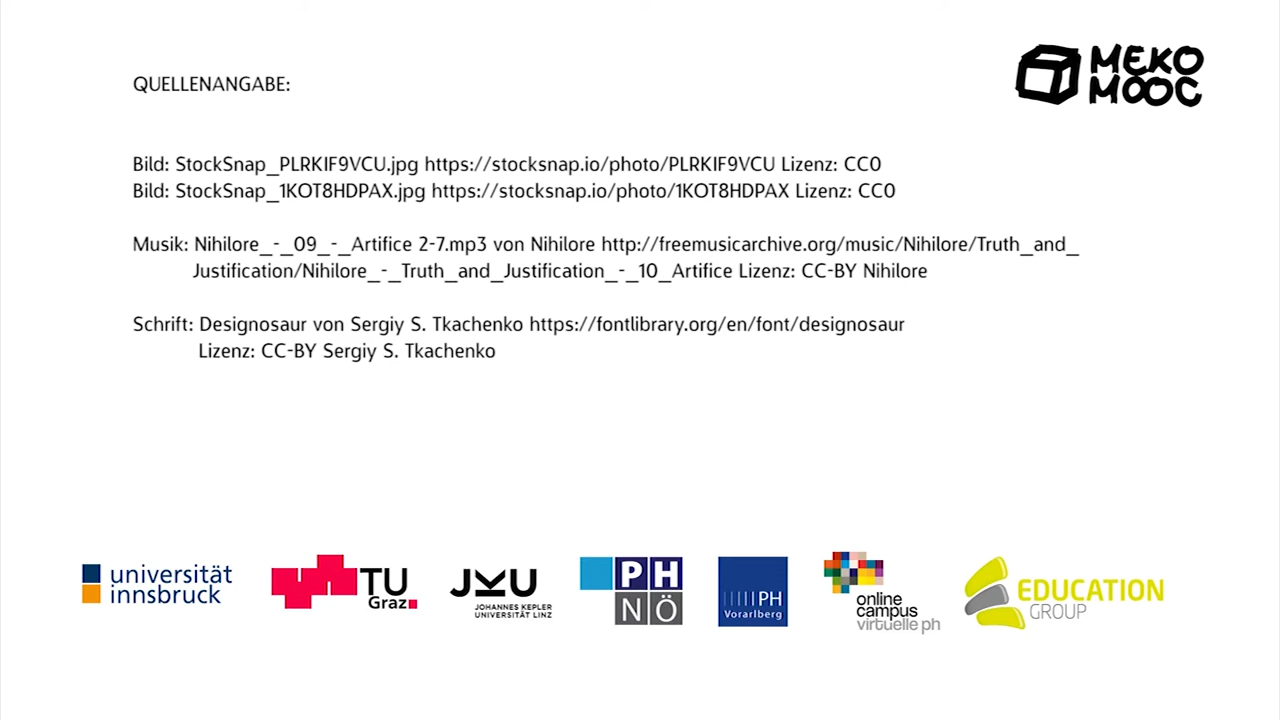 MEKO
MOOC
QUELLENANGABE:
Bild: StockSnap_PLRKIF9VCU.jpg https://stocksnap.io/photo/PLRKIF9VCU Lizenz: CC0
Bild: StockSnap_1KOT8HDPAX.jpg https://stocksnap.io/photo/1KOT8HDPAX Lizenz: CC0
Musik: Nihilore_-_09_-_Artifice 2-7.mp3 von Nihilore http://freemusicarchive.org/music/Nihilore/Truth_and_
Justification/Nihilore_-_Truth_and_Justification_-_10_Artifice Lizenz: CC-BY Nihilore
Schrift: Designosaur von Sergiy S. Tkachenko https://fontlibrary.org/en/font/designosaur
Lizenz: CC-BY Sergiy S. Tkachenko
universität
innsbruck
TU
Graz
JKU
JOHANNES KEPLER
UNIVERSITÄT LINZ
PH
NÖ
PH
Vorarlberg
online
campus
virtuelle ph
EDUCATION
GROUP